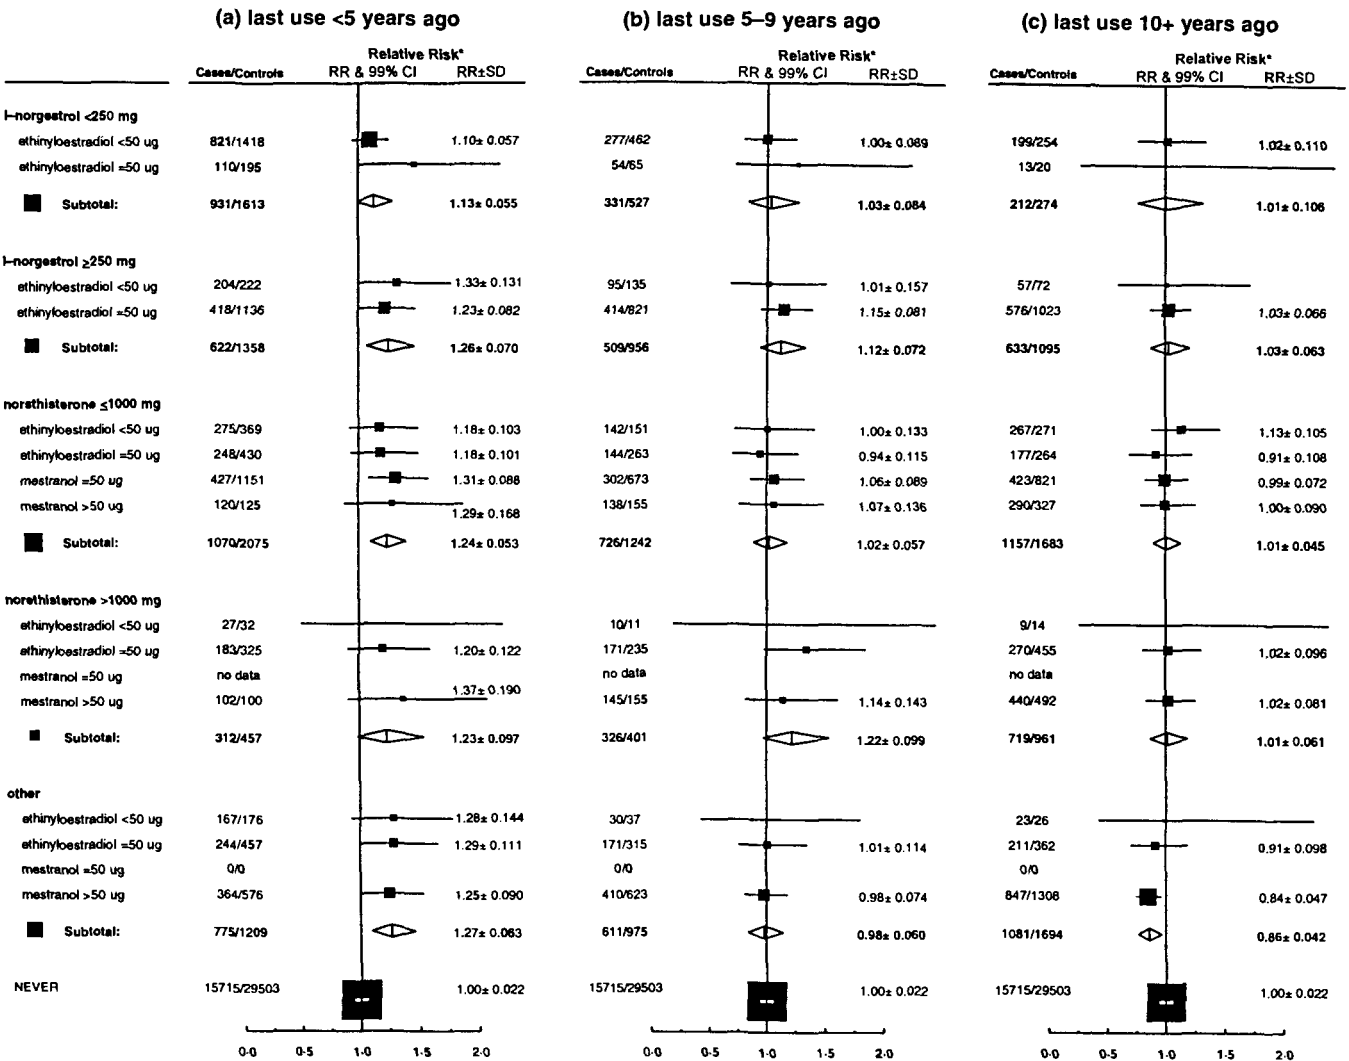 (a) last use <5 years ago (b) last use 5–9 years ago (c) last use 10+ years ago
Relative Risk* Relative Risk* Relative Risk*
Cases/Controls RR & 99% CI RR±SD Cases/Controls RR & 99% CI RR±SD Cases/Controls RR & 99% CI RR±SD
l–norgestrol <250 mg
ethinyloestradiol <50 ug 821/1418 1·10± 0.057 277/462 1·00± 0.089 199/254 1·02± 0.110
ethinyloestradiol =50 ug 110/195 54/65 13/20
Subtotal: 931/1613 1·13± 0.055 331/527 1·03± 0.084 212/274 1·01± 0.106
l–norgestrol ≥250 mg
ethinyloestradiol <50 ug 204/222 1·33± 0.131 95/135 1·01± 0.157 57/72
ethinyloestradiol =50 ug 418/1136 1·23± 0.082 414/821 1·15± 0.081 576/1023 1·03± 0.066
Subtotal: 622/1358 1·26± 0.070 509/956 1·12± 0.072 633/1095 1·03± 0.063
norethisterone ≤1000 mg
ethinyloestradiol <50 ug 275/369 1·18± 0.103 142/151 1·00± 0.133 267/271 1·13± 0.105
ethinyloestradiol =50 ug 248/430 1·18± 0.101 144/263 0·94± 0.115 177/264 0·91± 0.108
mestranol =50 ug 427/1151 1·31± 0.088 302/673 1·06± 0.089 423/821 0·99± 0.072
mestranol >50 ug 120/125 1·29± 0.168 138/155 1·07± 0.136 290/327 1·00± 0.090
Subtotal: 1070/2075 1·24± 0.053 726/1242 1·02± 0.057 1157/1683 1·01± 0.045
norethisterone >1000 mg
ethinyloestradiol <50 ug 27/32 10/11 9/14
ethinyloestradiol =50 ug 183/325 1·20± 0.122 171/235 270/455 1·02± 0.096
mestranol =50 ug no data no data no data
mestranol >50 ug 102/100 1·37± 0.190 145/155 1·14± 0.143 440/492 1·02± 0.081
Subtotal: 312/457 1·23± 0.097 326/401 1·22± 0.099 719/961 1·01± 0.061
other
ethinyloestradiol <50 ug 167/176 1·28± 0.144 30/37 23/26
ethinyloestradiol =50 ug 244/457 1·29± 0.111 171/315 1·01± 0.114 211/362 0·91± 0.098
mestranol =50 ug 0/0 0/0 0/0
mestranol >50 ug 364/576 1·25± 0.090 410/623 0·98± 0.074 847/1308 0·84± 0.047
Subtotal: 775/1209 1·27± 0.063 611/975 0·98± 0.060 1081/1694 0·86± 0.042
NEVER 15715/29503 1·00± 0.022 15715/29503 1·00± 0.022 15715/29503 1·00± 0.022
0·0 0·5 1·0 1·5 2·0 0·0 0·5 1·0 1·5 2·0 0·0 0·5 1·0 1·5 2·0